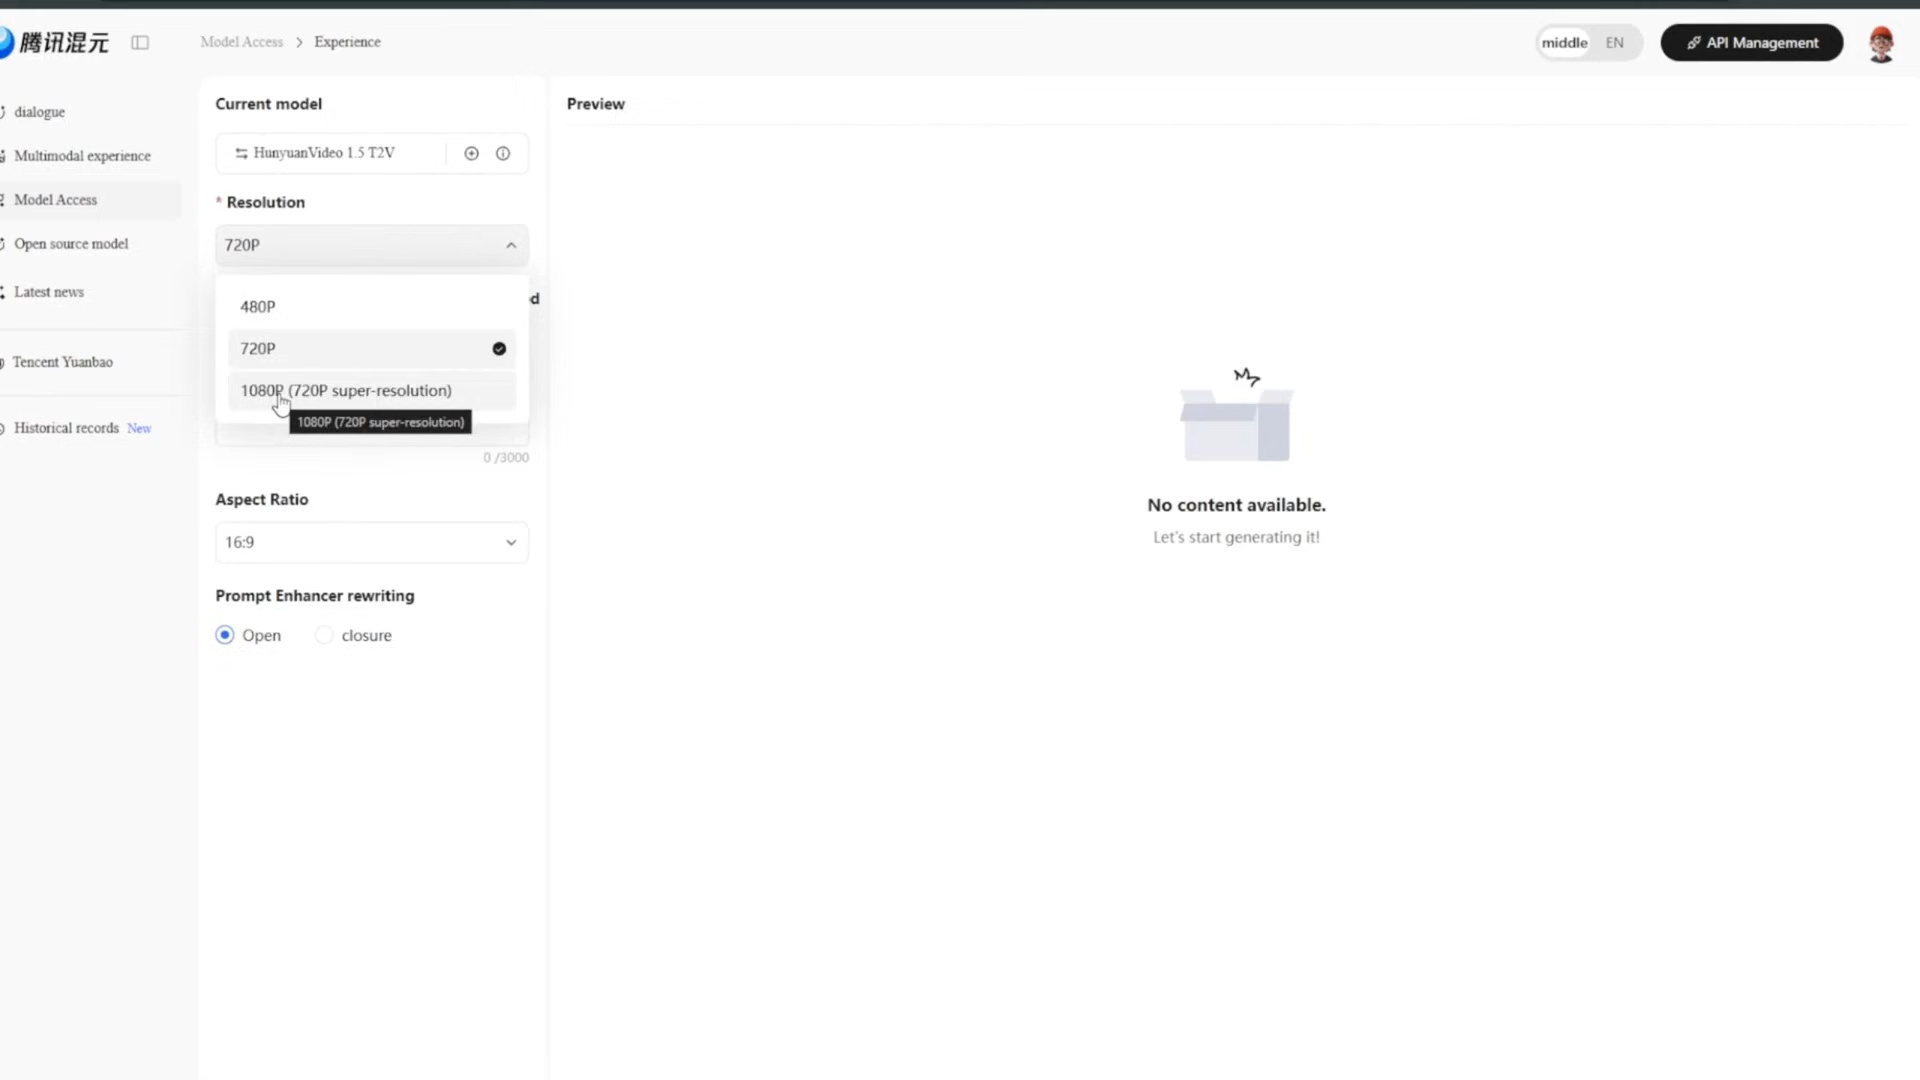 腾讯混元
Model Access > Experience
middle EN
API Management
dialogue
Multimodal experience
Model Access
Open source model
Latest news
Tencent Yuanbao
Historical records New
Current model
HunyuanVideo 1.5 T2V
* Resolution
720P
480P
720P
1080P (720P super-resolution)
1080P (720P super-resolution)
0 /3000
Aspect Ratio
16:9
Prompt Enhancer rewriting
Open closure
Preview
No content available.
Let's start generating it!